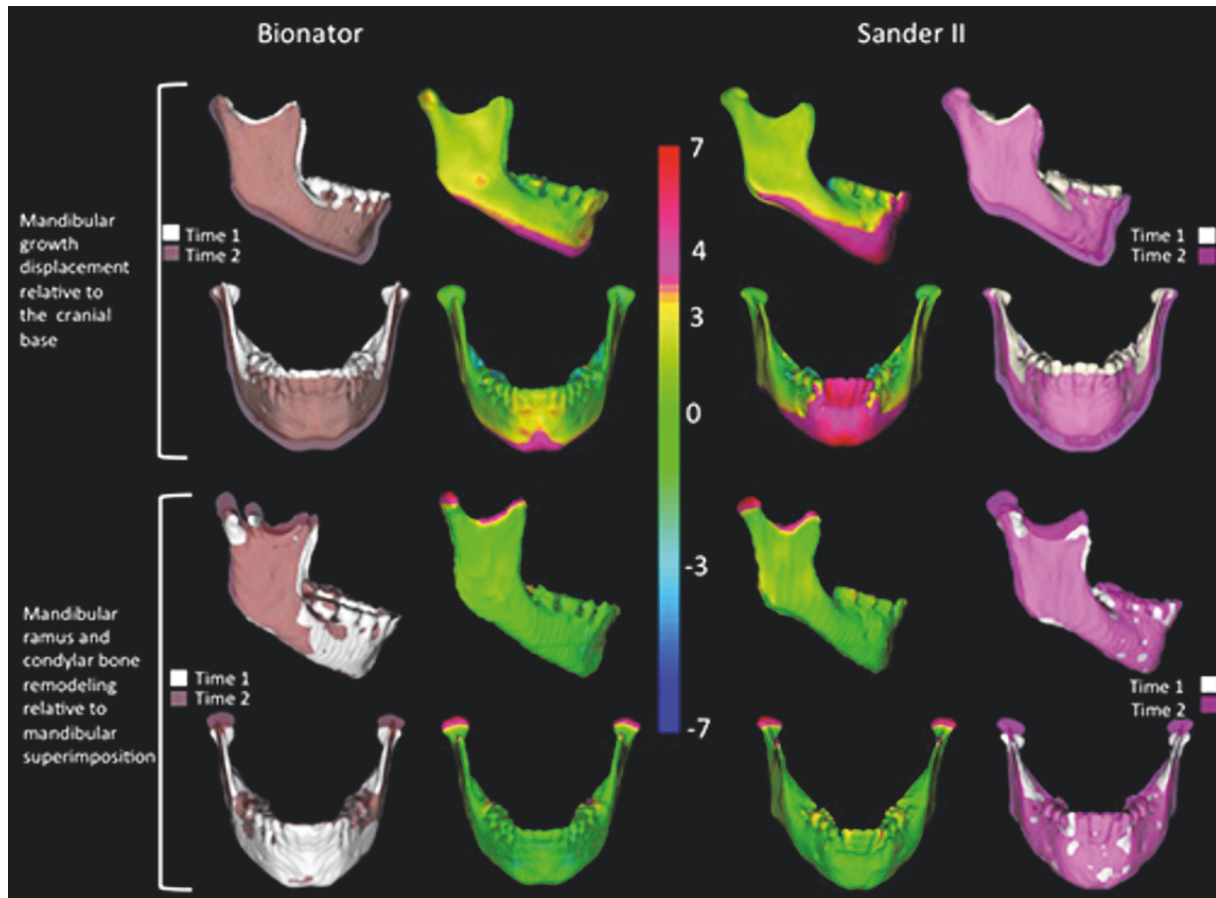 Bionator
Sander II
Mandibular
growth
displacement
relative to
the cranial
base
Time 1
Time 2
7
4
3
0
-3
-7
Time 1
Time 2
Mandibular
ramus and
condylar bone
remodeling
relative to
mandibular
superimposition
Time 1
Time 2
Time 1
Time 2